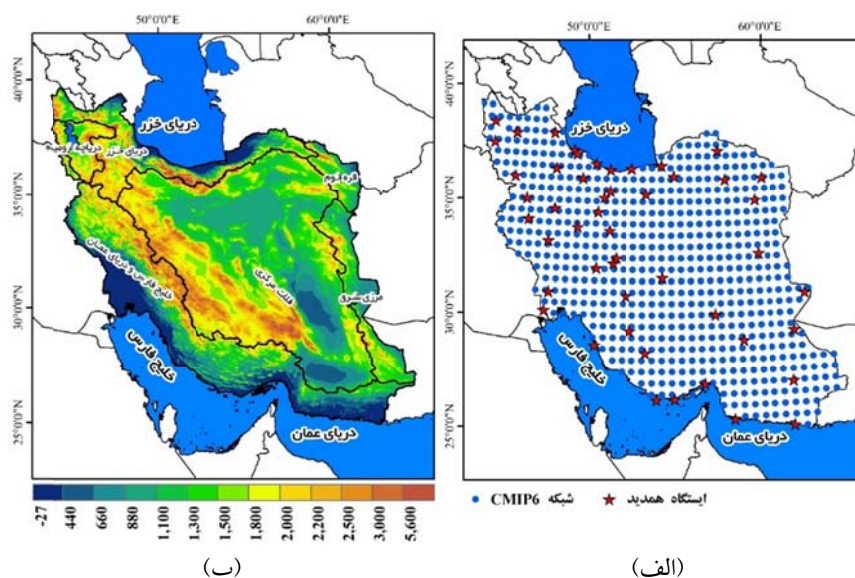 50°0'0"E 60°0'0"E
50°0'0"E 60°0'0"E
40°0'0"N
35°0'0"N
30°0'0"N
25°0'0"N
دریای خزر
دریاچه ارومیه
دریای خزر
قره قوم
خلیج فارس و دریای عمان
فلات مرکزی
مرزی شرق
خلیج فارس
دریای عمان
40°0'0"N
35°0'0"N
30°0'0"N
25°0'0"N
دریای خزر
خلیج فارس
دریای عمان
-27 440 660 880 1,100 1,300 1,500 1,800 2,000 2,200 2,500 3,000 5,600
ایستگاه همدید
شبکه CMIP6
(الف)
(ب)